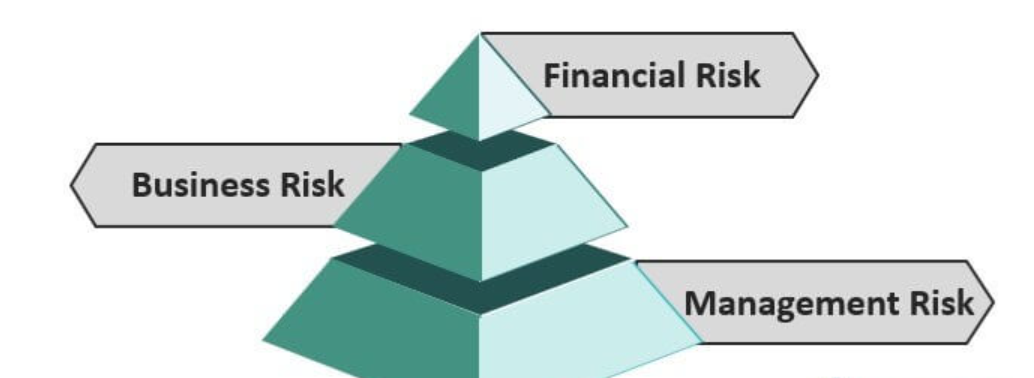 Financial Risk
Business Risk
Management Risk